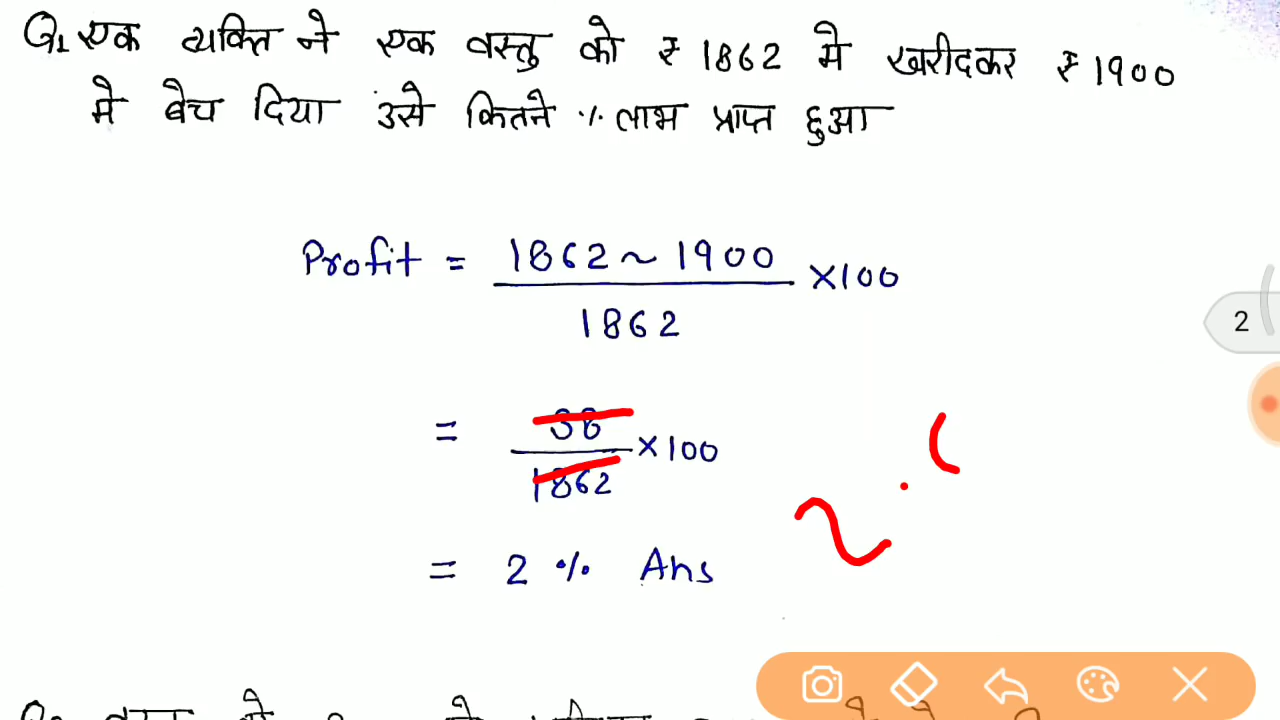 Q1 एक व्यक्ति ने एक वस्तु को ₹ 1862 मे खरीदकर ₹ 1900
मे बेच दिया उसे कितने % लाभ प्राप्त हुआ
Profit = 1862 ~ 1900 × 100
1862
2
= 38 × 100
1862
2 . (
= 2 % Ans